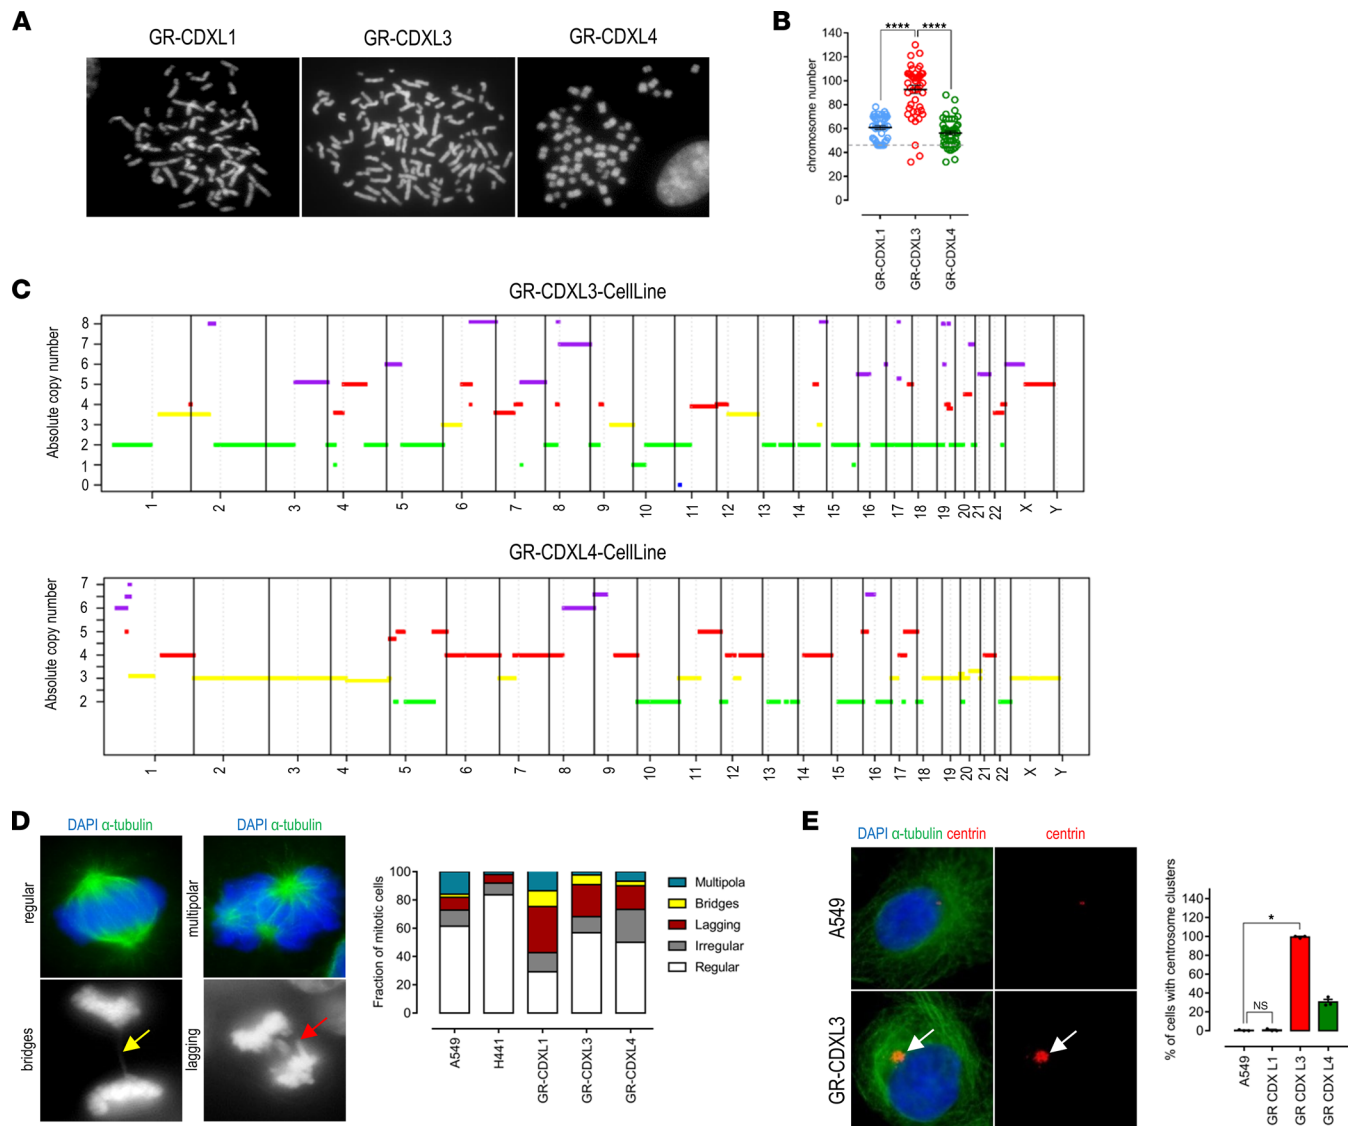 A
GR-CDXL1
GR-CDXL3
GR-CDXL4
B
**** ****
chromosome number
140
120
100
80
60
40
20
0
GR-CDXL1
GR-CDXL3
GR-CDXL4
C
GR-CDXL3-CellLine
Absolute copy number
8
7
6
5
4
3
2
1
0
1 2 3 4 5 6 7 8 9 10 11 12 13 14 15 16 17 18 19 20 21 22 X Y
GR-CDXL4-CellLine
Absolute copy number
7
6
5
4
3
2
1 2 3 4 5 6 7 8 9 10 11 12 13 14 15 16 17 18 19 20 21 22 X Y
D
DAPI α-tubulin
DAPI α-tubulin
regular
multipolar
bridges
lagging
Fraction of mitotic cells
100
80
60
40
20
0
A549
H441
GR-CDXL1
GR-CDXL3
GR-CDXL4
Multipola
Bridges
Lagging
Irregular
Regular
E
DAPI α-tubulin centrin
centrin
A549
GR-CDXL3
% of cells with centrosome clusters
140
120
100
80
60
40
20
0
*
NS
A549
GR CDX L1
GR CDX L3
GR CDX L4